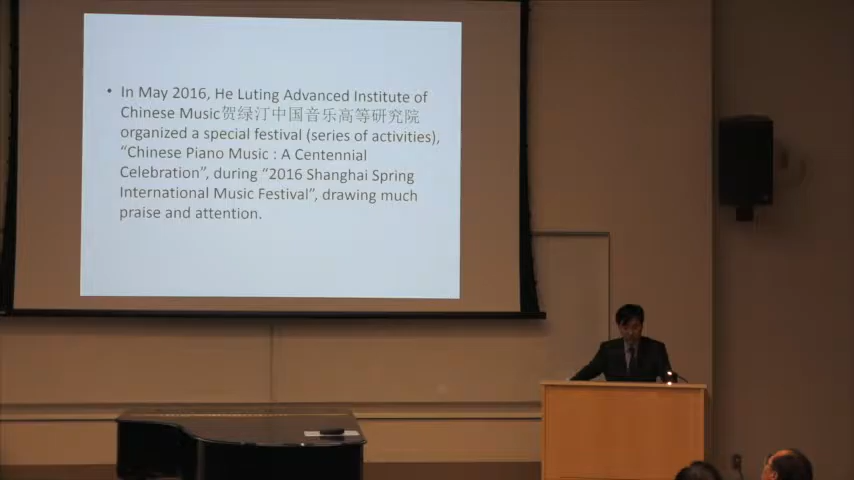 • In May 2016, He Luting Advanced Institute of
Chinese Music贺绿汀中国音乐高等研究院
organized a special festival (series of activities),
“Chinese Piano Music : A Centennial
Celebration”, during “2016 Shanghai Spring
International Music Festival”, drawing much
praise and attention.